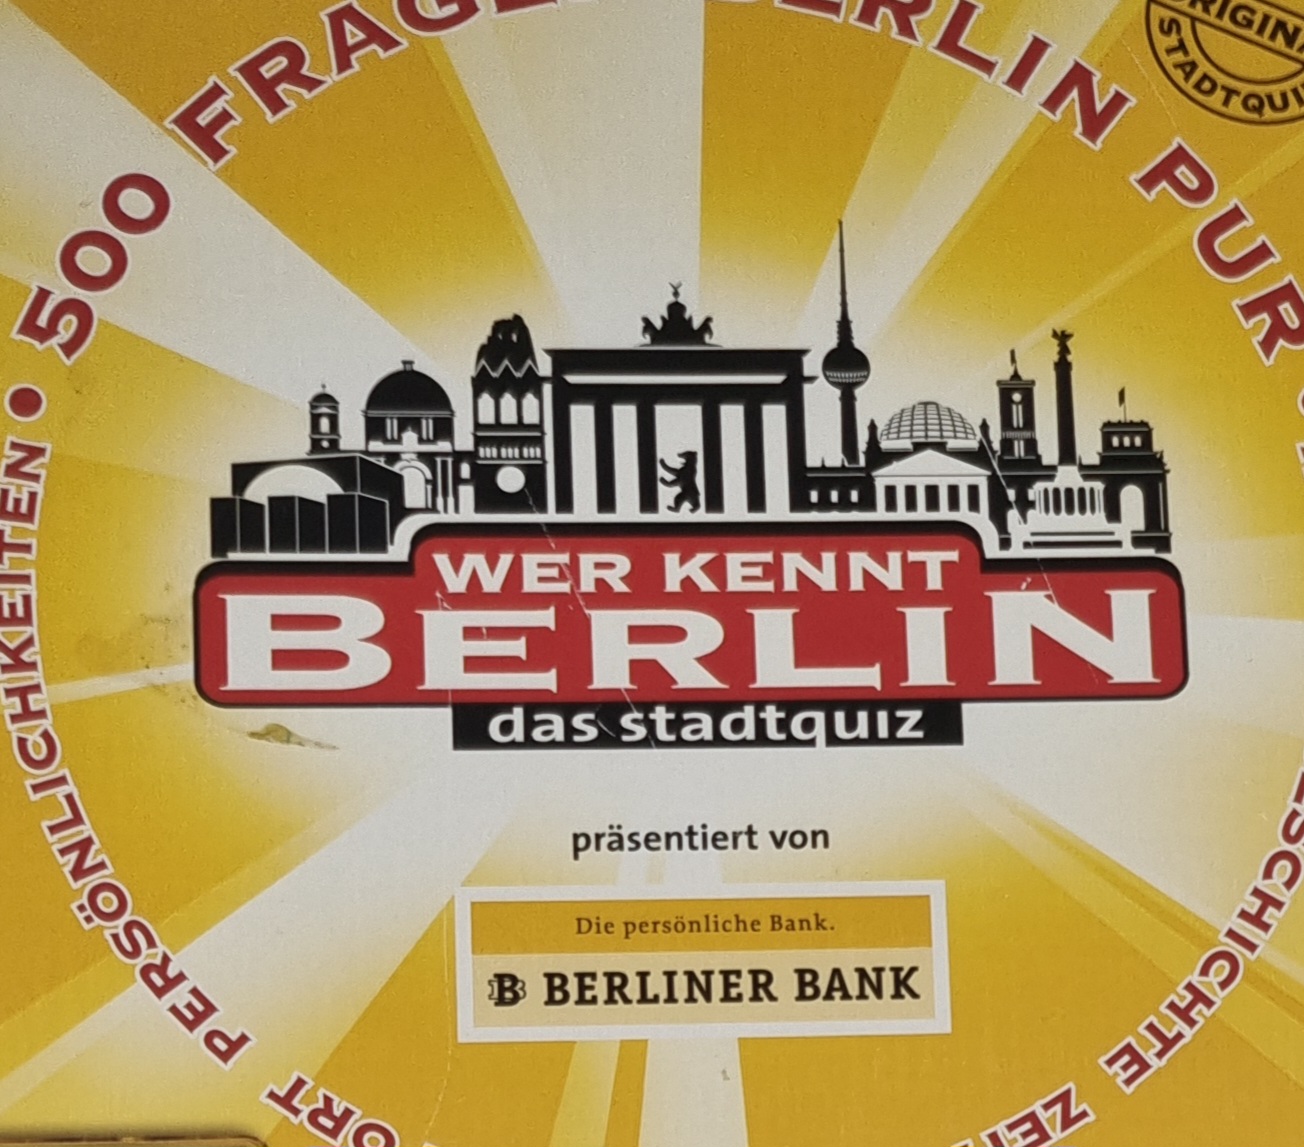 500 FRAGEN BERLIN PUR
ORIGINAL
STADTQUIZ
WER KENNT
BERLIN
das stadtquiz
präsentiert von
Die persönliche Bank.
B BERLINER BANK
PERSÖNLICHKEITEN